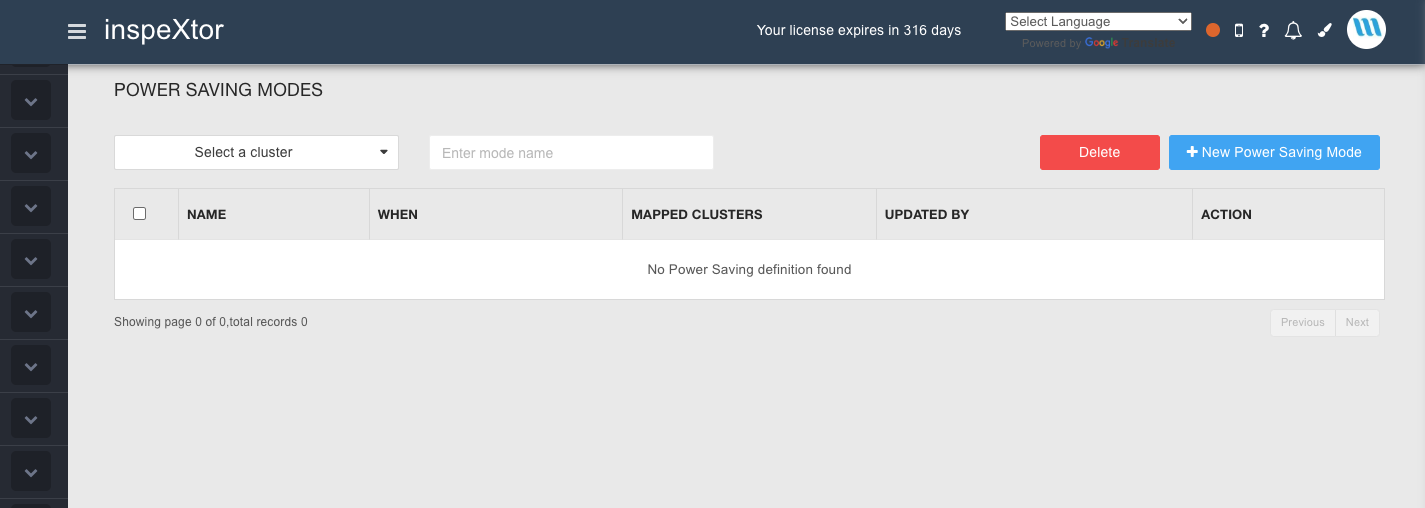 inspeXtor
Your license expires in 316 days
Select Language
Powered by Google
?
POWER SAVING MODES
Select a cluster
Enter mode name
Delete
+ New Power Saving Mode
NAME
WHEN
MAPPED CLUSTERS
UPDATED BY
ACTION
No Power Saving definition found
Showing page 0 of 0,total records 0
Previous
Next